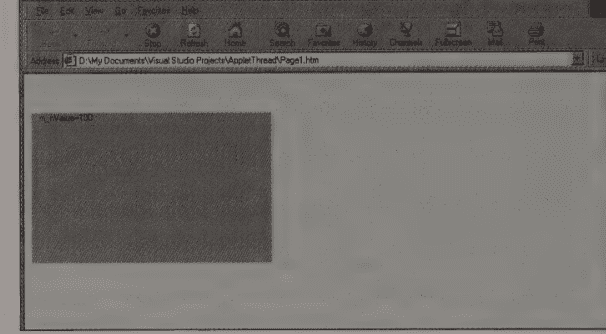 File Edit View Go Favorites Help
Stop Refresh Home Search Favorites History Channels Fullscreen Mail Print
Address D:\My Documents\Visual Studio Projects\AppletThread\Page1.htm
m_nValue=100